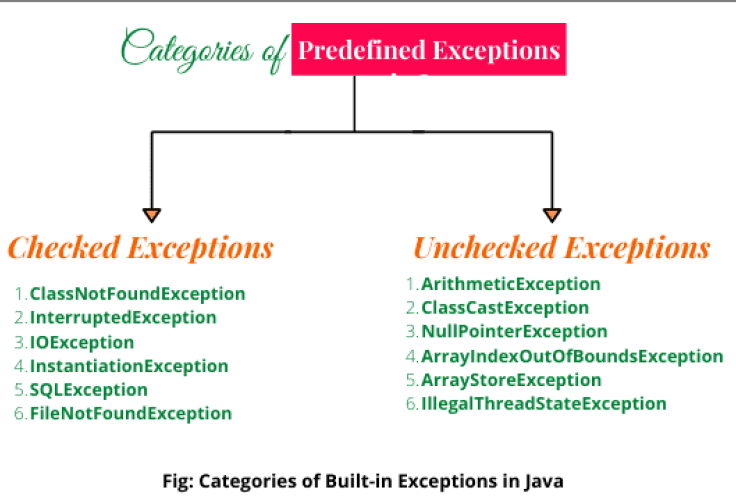 Categories of Predefined Exceptions
Checked Exceptions
1. ClassNotFoundException
2. InterruptedException
3. IOException
4. InstantiationException
5. SQLException
6. FileNotFoundException
Unchecked Exceptions
1. ArithmeticException
2. ClassCastException
3. NullPointerException
4. ArrayIndexOutOfBoundsException
5. ArrayStoreException
6. IllegalThreadStateException
Fig: Categories of Built-in Exceptions in Java